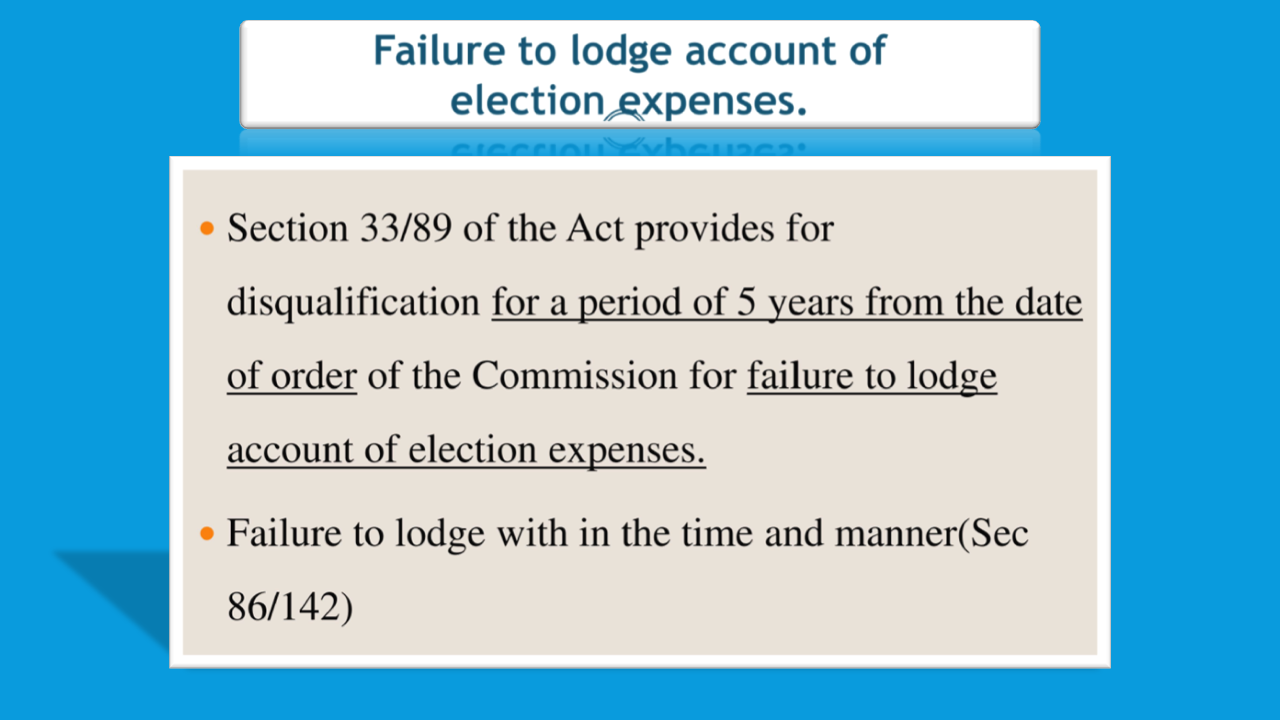 Failure to lodge account of
election expenses.
• Section 33/89 of the Act provides for
disqualification for a period of 5 years from the date
of order of the Commission for failure to lodge
account of election expenses.
• Failure to lodge with in the time and manner(Sec
86/142)